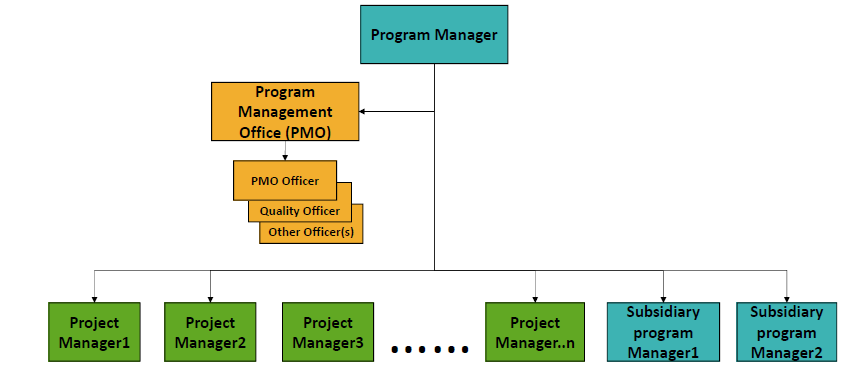 Program Manager
Program
Management
Office (PMO)
PMO Officer
Quality Officer
Other Officer(s)
Project
Manager1
Project
Manager2
Project
Manager3
......
Project
Manager..n
Subsidiary
program
Manager1
Subsidiary
program
Manager2